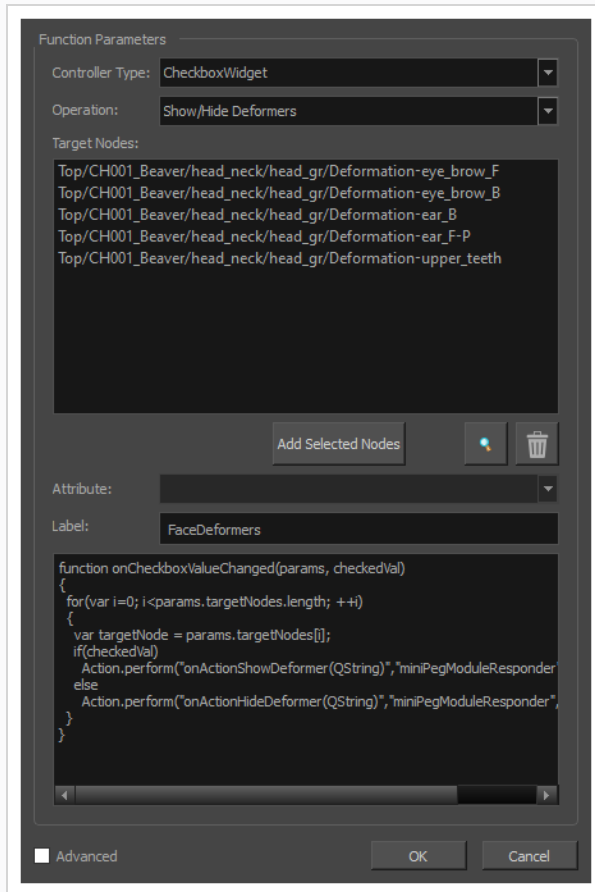 Function Parameters
Controller Type: CheckboxWidget
Operation: Show/Hide Deformers
Target Nodes:
Top/CH001_Beaver/head_neck/head_gr/Deformation-eye_brow_F
Top/CH001_Beaver/head_neck/head_gr/Deformation-eye_brow_B
Top/CH001_Beaver/head_neck/head_gr/Deformation-ear_B
Top/CH001_Beaver/head_neck/head_gr/Deformation-ear_F-P
Top/CH001_Beaver/head_neck/head_gr/Deformation-upper_teeth
Add Selected Nodes
Attribute:
Label: FaceDeformers
function onCheckboxValueChanged(params, checkedVal)
{
for(var i=0; i<params.targetNodes.length; ++i)
{
var targetNode = params.targetNodes[i];
if(checkedVal)
Action.perform("onActionShowDeformer(QString)","miniPegModuleResponder"
else
Action.perform("onActionHideDeformer(QString)","miniPegModuleResponder",
}
}
Advanced OK Cancel